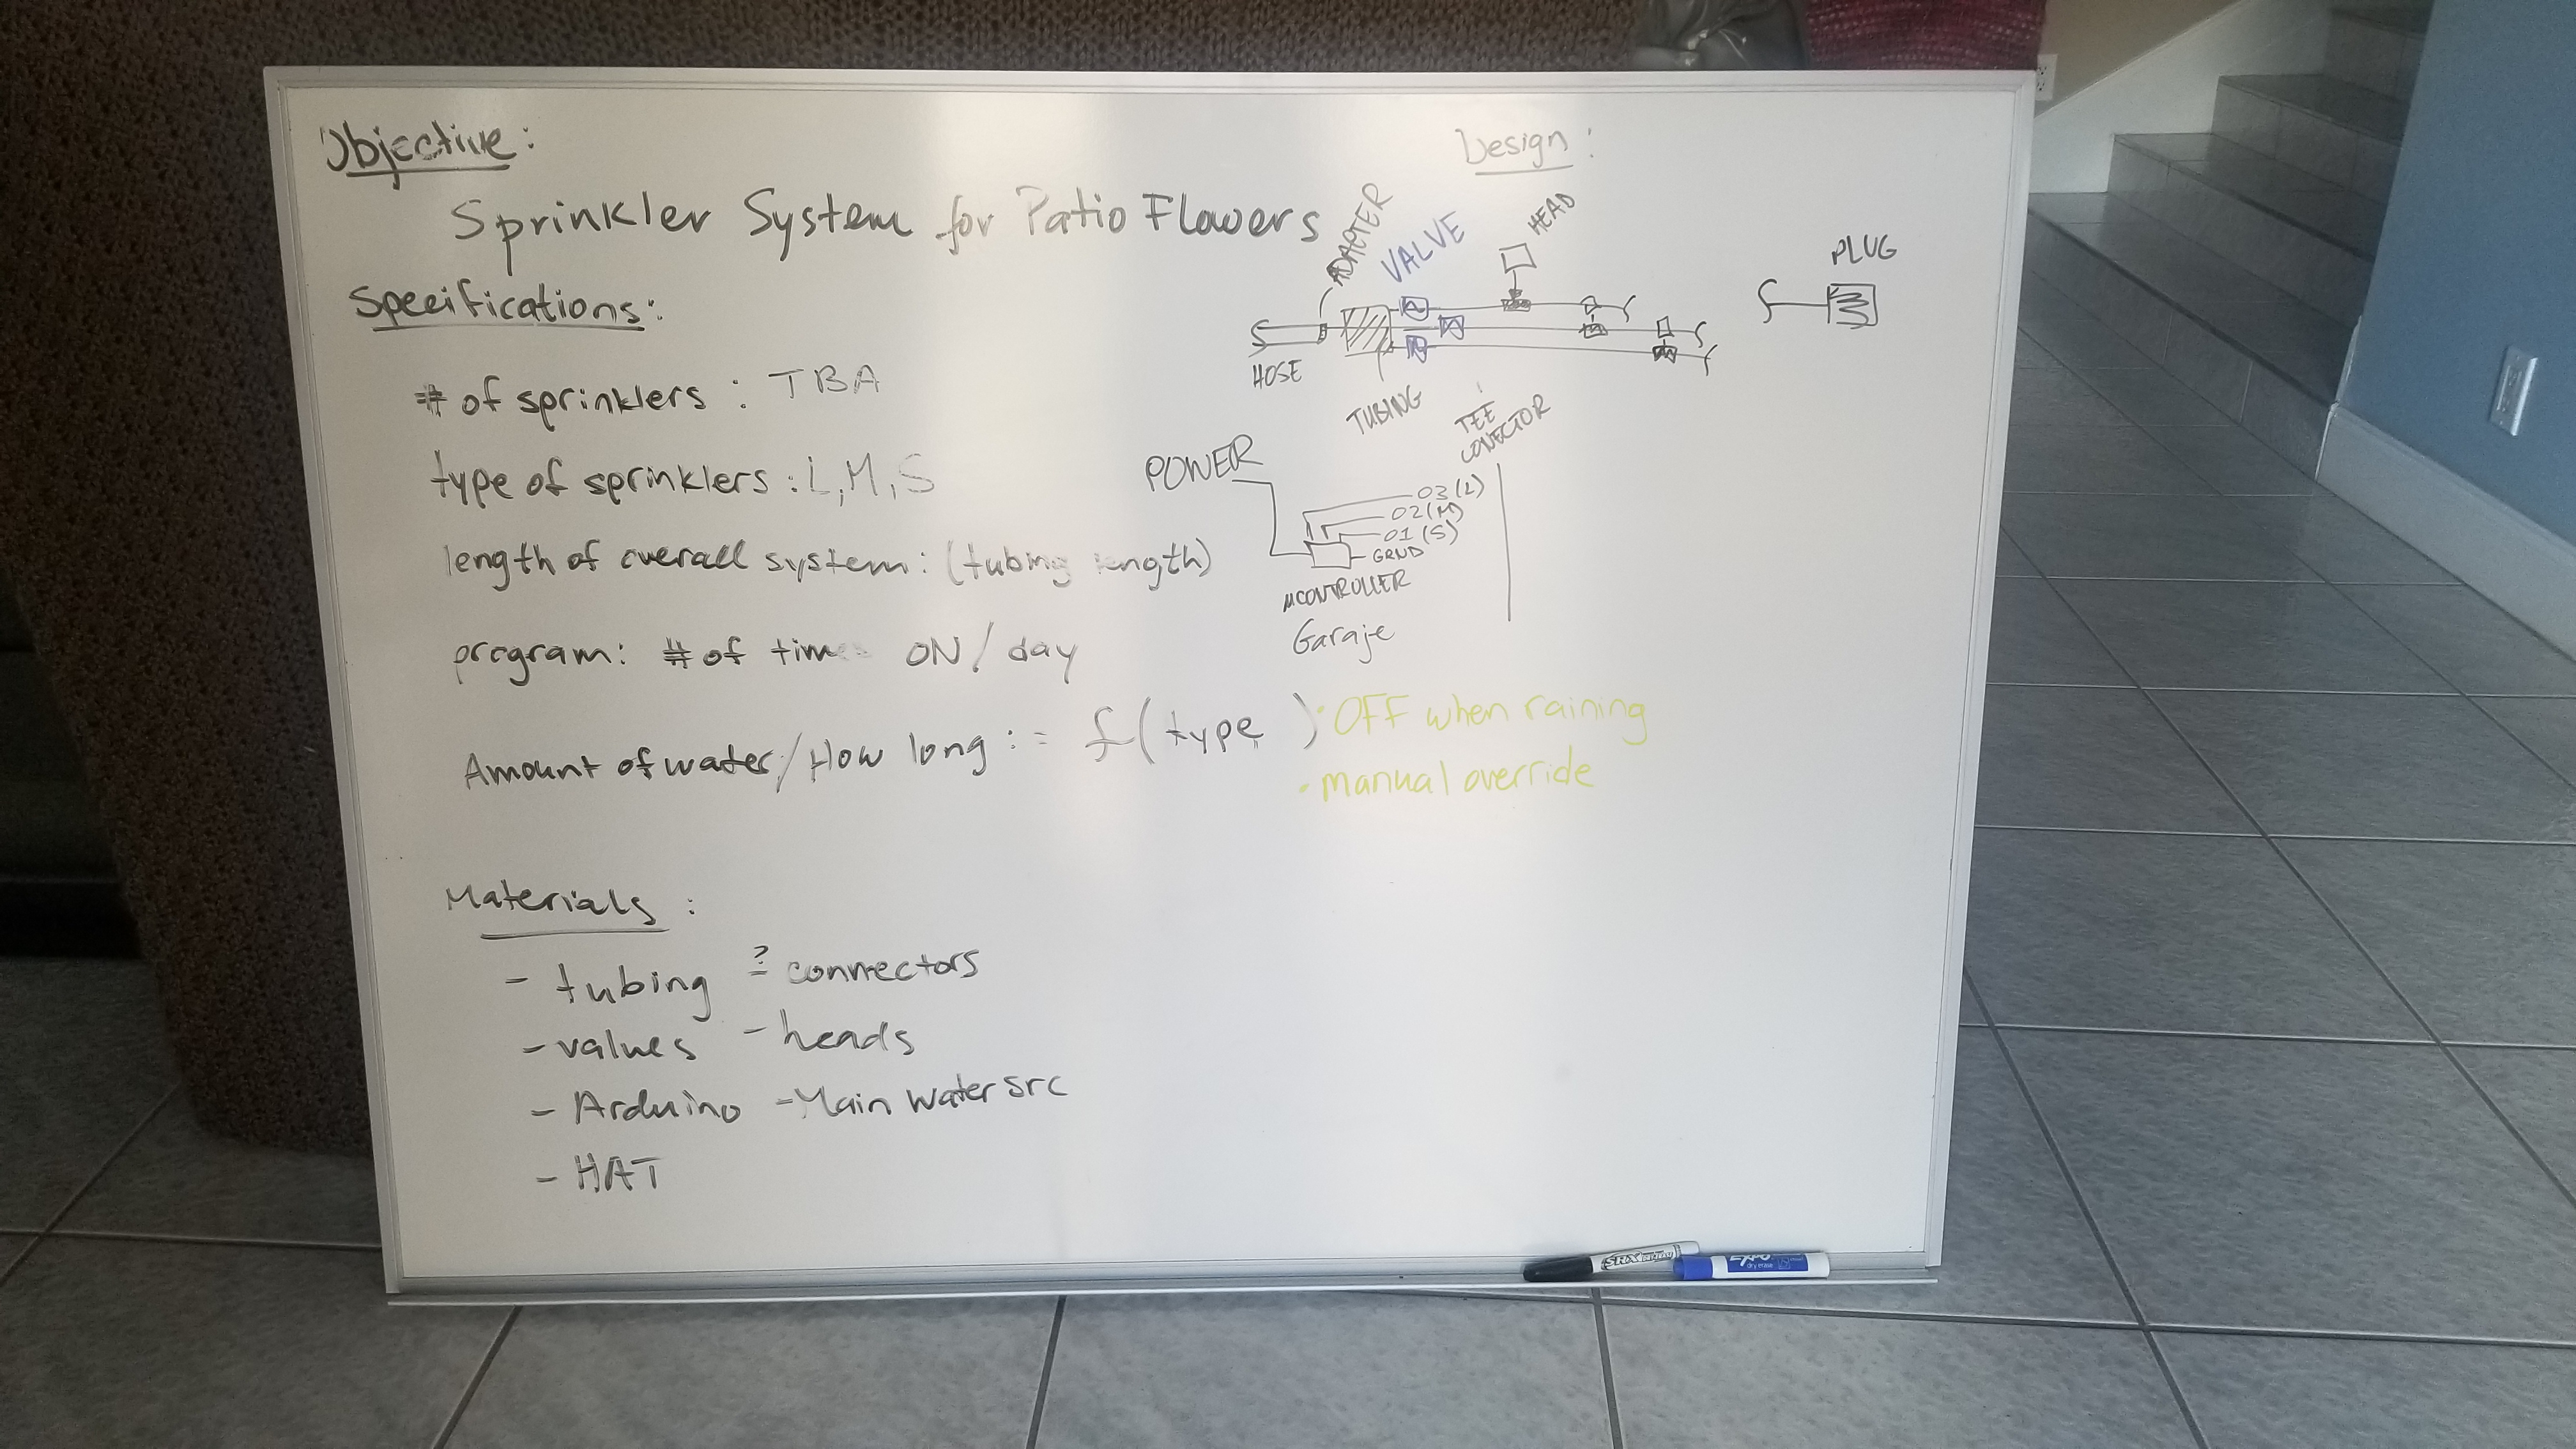 Objective:
Sprinkler System for Patio Flowers
Specifications:
# of sprinklers: TBA
type of sprinklers: L, M, S
length of overall system: (tubing length)
program: # of times ON/day
Amount of water/How long: = f(type )
• OFF when raining
• manual override
Materials:
- tubing
- values
- Arduino
- HAT
? - connectors
- heads
- Main Water src
Design:
ADAPTER
VALVE
HEAD
PLUG
HOSE
TUBING
TEE
CONECTOR
POWER
03 (L)
02 (M)
01 (S)
GRND
µCONTROLLER
Garaje
EXPO
dry erase